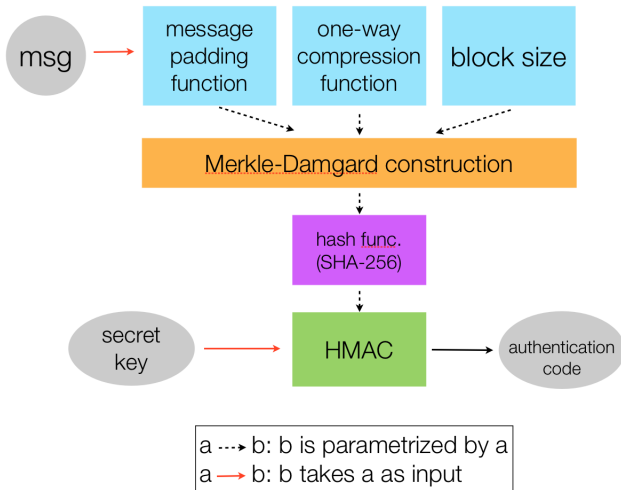 msg
message
padding
function
one-way
compression
function
block size
Merkle-Damgard construction
hash func.
(SHA-256)
secret
key
HMAC
authentication
code
a b: b is parametrized by a
a b: b takes a as input